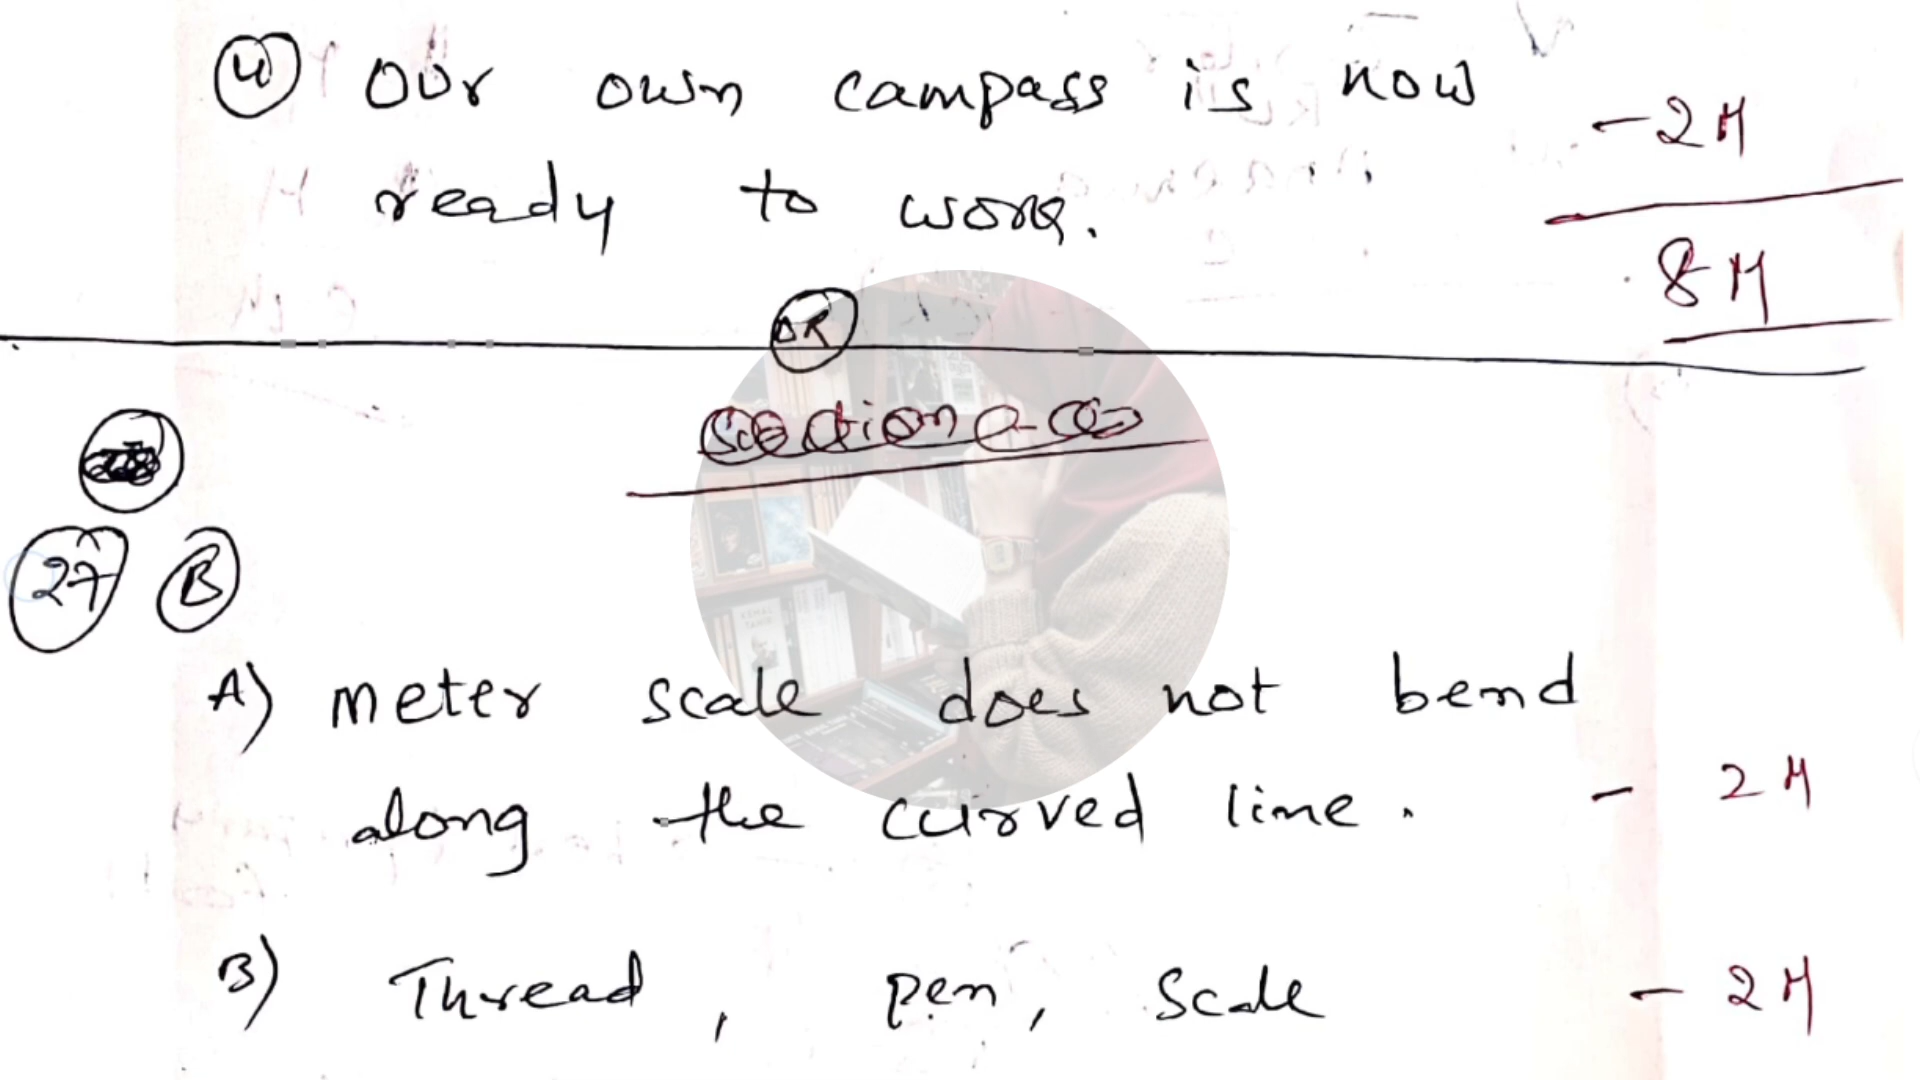 4 Our own campass is now
ready to work. - 2M
8M
OR
27 B
A) meter scale does not bend
along the curved line. - 2M
B) Thread, pen, Scale - 2M